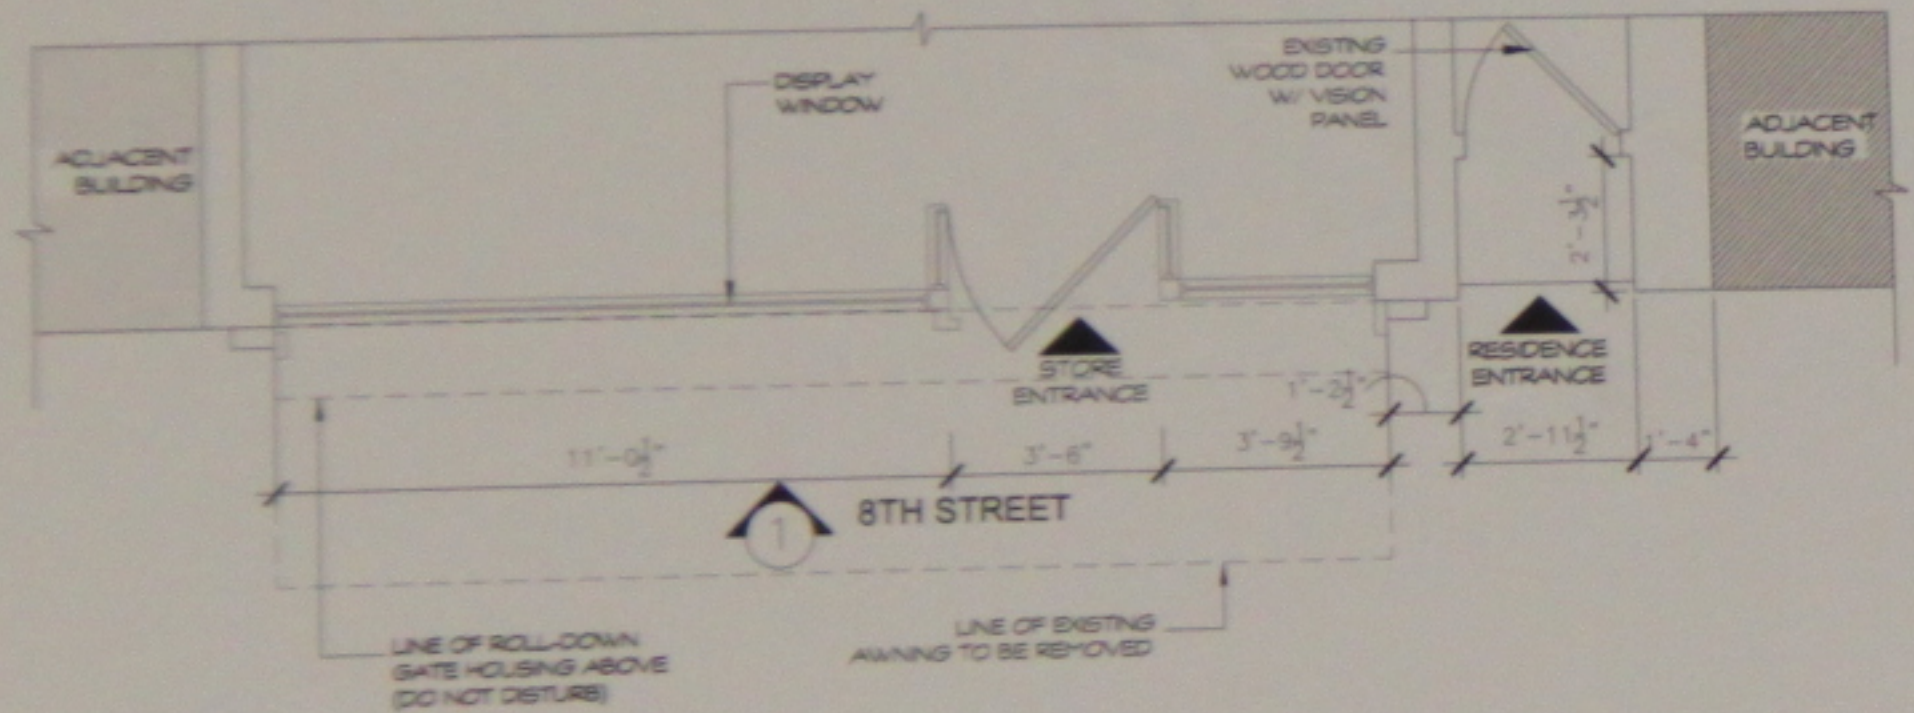 DISPLAY
WINDOW
EXISTING
WOOD DOOR
W/ VISION
PANEL
ADJACENT
BUILDING
ADJACENT
BUILDING
2'-3½"
STORE
ENTRANCE
RESIDENCE
ENTRANCE
1'-2½"
11'-0½"
3'-6"
3'-9½"
2'-11½"
1'-4"
1
8TH STREET
LINE OF ROLL-DOWN
GATE HOUSING ABOVE
(DO NOT DISTURB)
LINE OF EXISTING
AWNING TO BE REMOVED